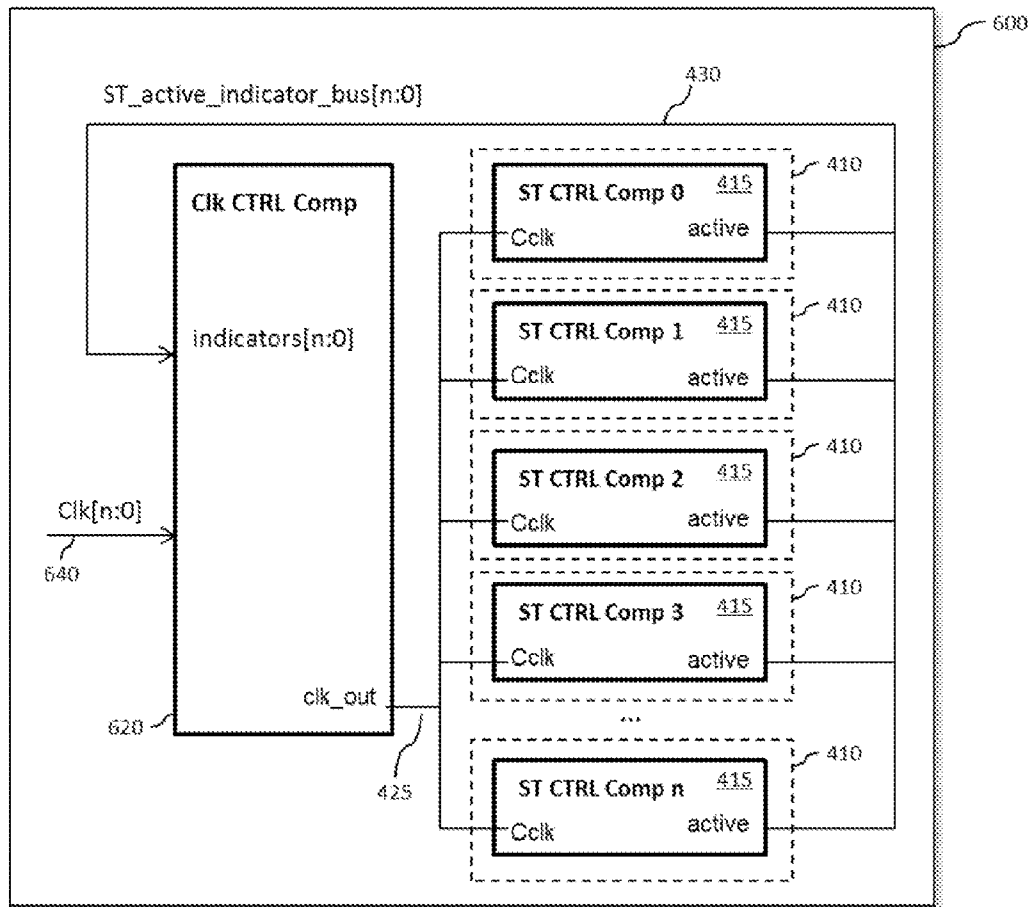 600
ST_active_indicator_bus[n:0]
430
Clk CTRL Comp
indicators[n:0]
Clk[n:0]
640
clk_out
620
425
ST CTRL Comp 0 415
Cclk active
410
ST CTRL Comp 1 415
Cclk active
410
ST CTRL Comp 2 415
Cclk active
410
ST CTRL Comp 3 415
Cclk active
410
...
ST CTRL Comp n 415
Cclk active
410